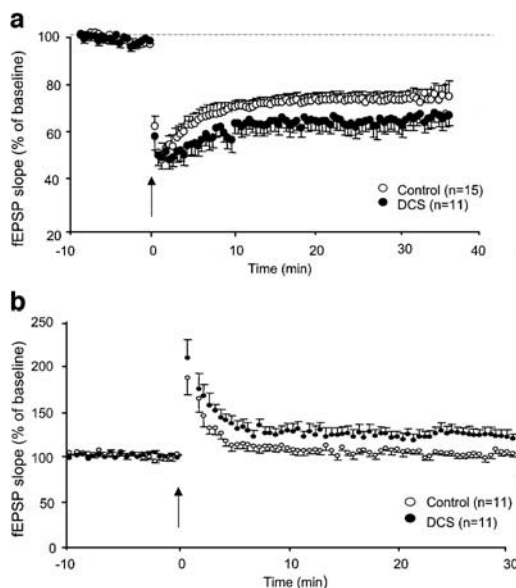 a
fEPSP slope (% of baseline)
100
80
60
40
20
Control (n=15)
DCS (n=11)
-10
0
10
20
30
40
Time (min)
b
fEPSP slope (% of baseline)
250
200
150
100
50
0
Control (n=11)
DCS (n=11)
-10
0
10
20
30
Time (min)